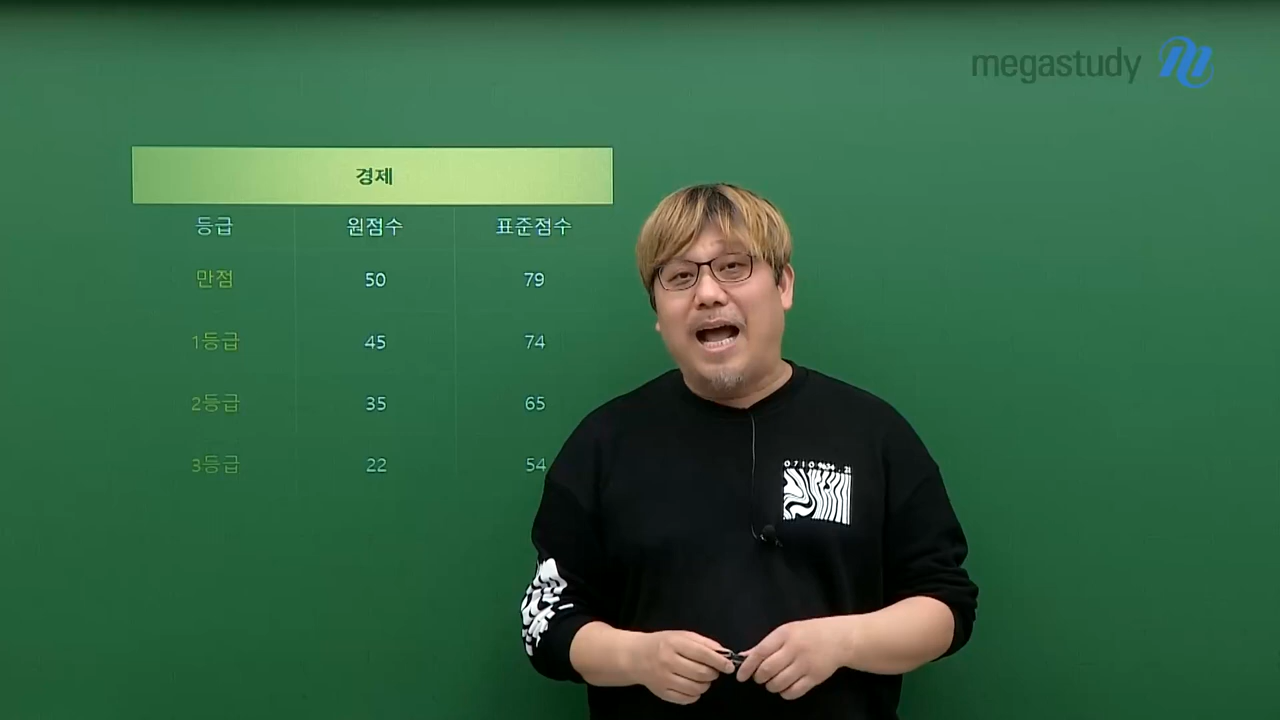 megastudy
경제
등급 원점수 표준점수
만점 50 79
1등급 45 74
2등급 35 65
3등급 22 54